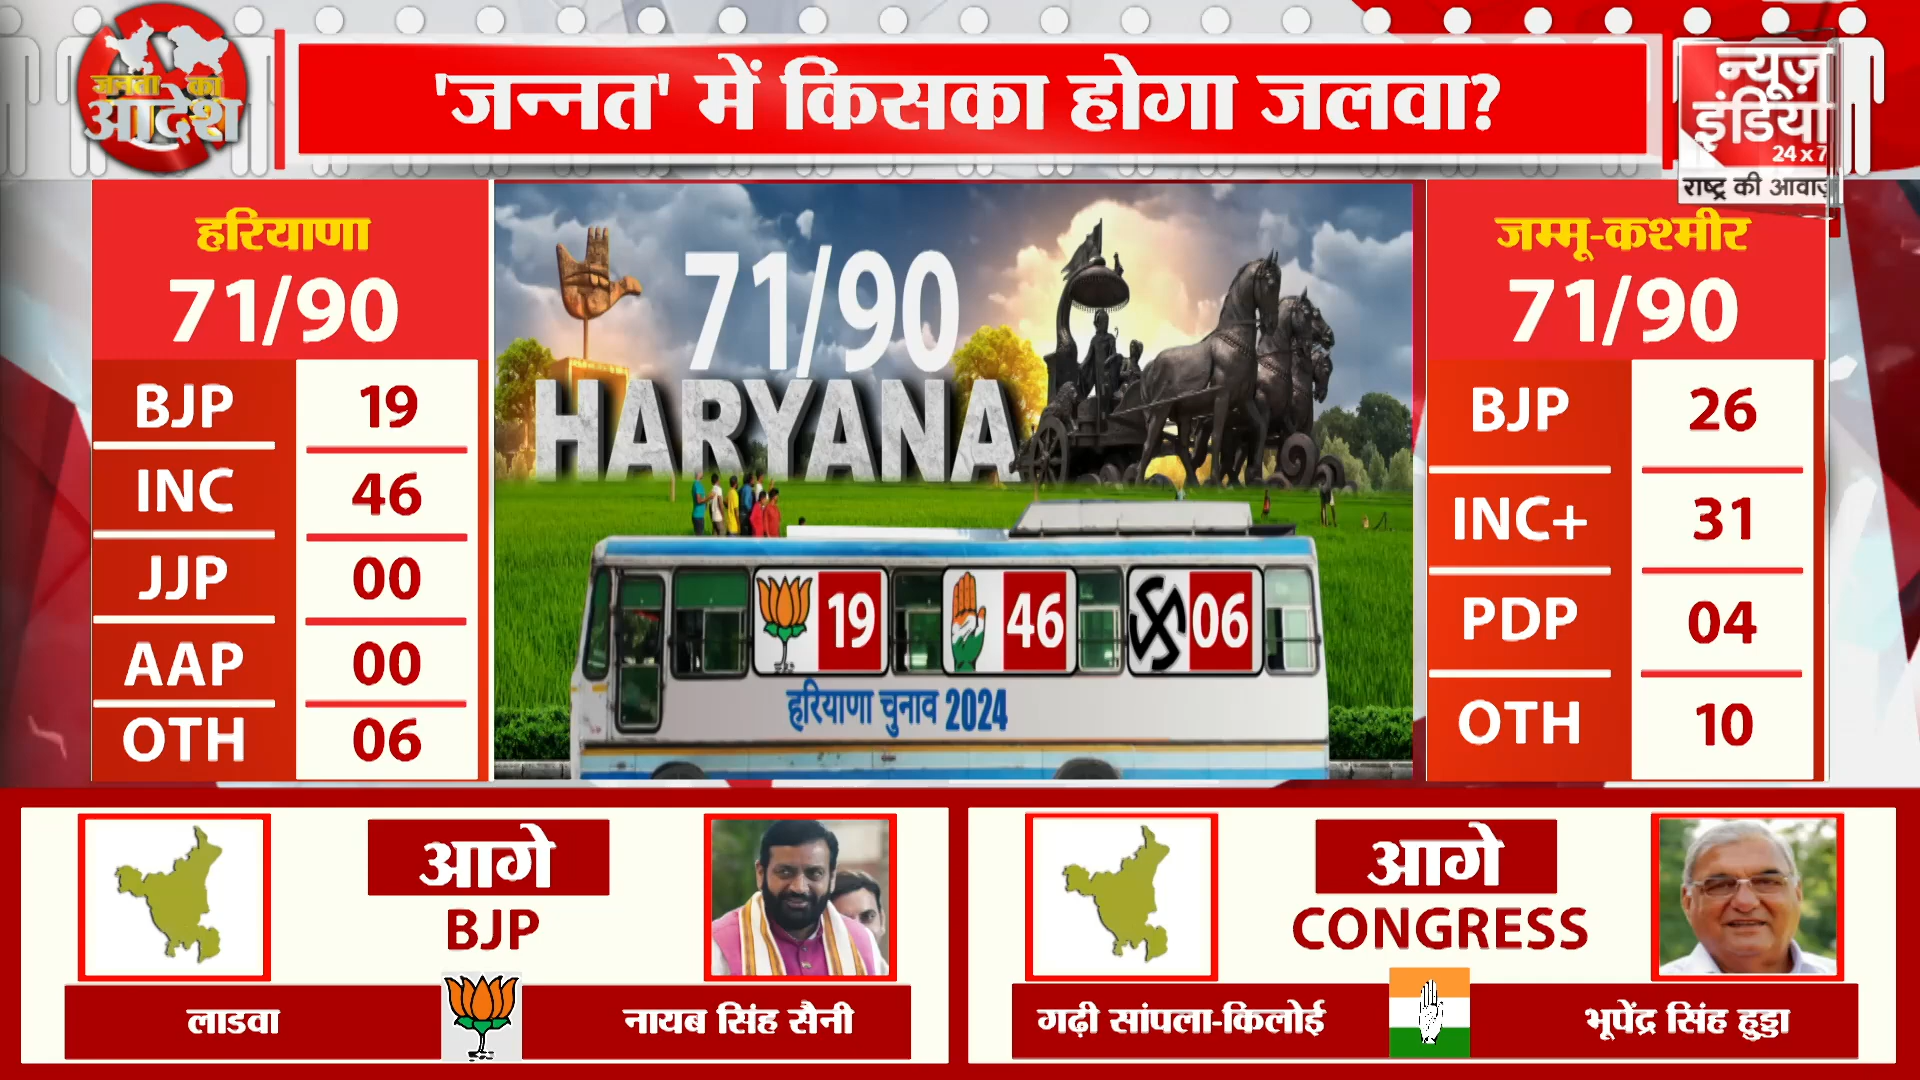 जनता का
आदेश
'जन्नत' में किसका होगा जलवा?
न्यूज़
इंडिया
24x7
राष्ट्र की आवाज़
हरियाणा
71/90
BJP 19
INC 46
JJP 00
AAP 00
OTH 06
71/90
HARYANA
19 46 06
हरियाणा चुनाव 2024
जम्मू-कश्मीर
71/90
BJP 26
INC+ 31
PDP 04
OTH 10
आगे
BJP
लाडवा
नायब सिंह सैनी
आगे
CONGRESS
गढ़ी सांपला-किलोई
भूपेंद्र सिंह हुड्डा